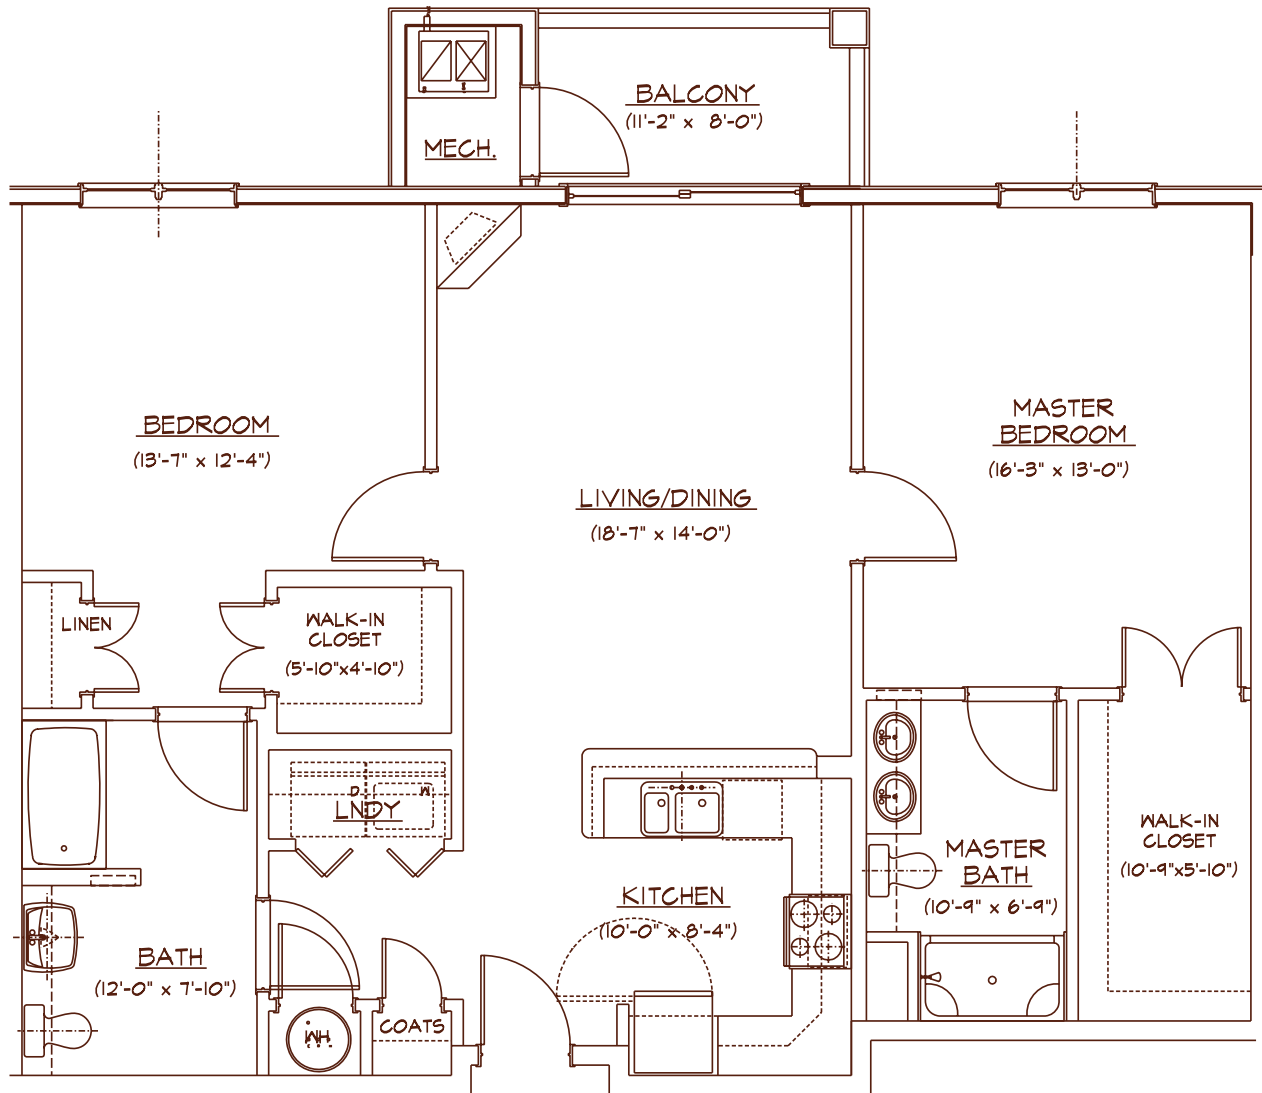 BALCONY
(11'-2" x 8'-0")
MECH.
BEDROOM
(13'-7" x 12'-4")
MASTER
BEDROOM
(16'-3" x 13'-0")
LIVING/DINING
(18'-7" x 14'-0")
LINEN
WALK-IN
CLOSET
(5'-10"x4'-10")
D W
LNDY
WALK-IN
CLOSET
(10'-9"x5'-10")
MASTER
BATH
(10'-9" x 6'-9")
KITCHEN
(10'-0" x 8'-4")
BATH
(12'-0" x 7'-10")
COATS
WH